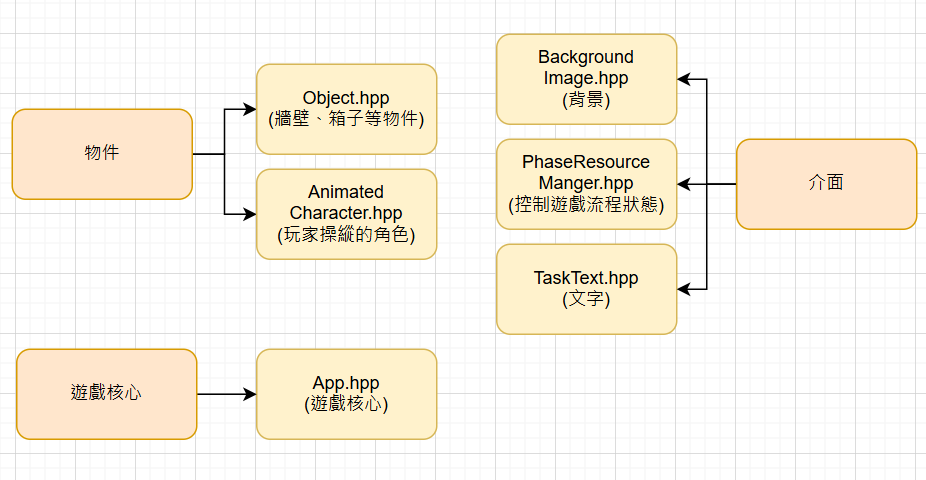 物件
Object.hpp
(牆壁、箱子等物件)
Animated
Character.hpp
(玩家操縱的角色)
Background
Image.hpp
(背景)
PhaseResource
Manger.hpp
(控制遊戲流程狀態)
TaskText.hpp
(文字)
介面
遊戲核心
App.hpp
(遊戲核心)